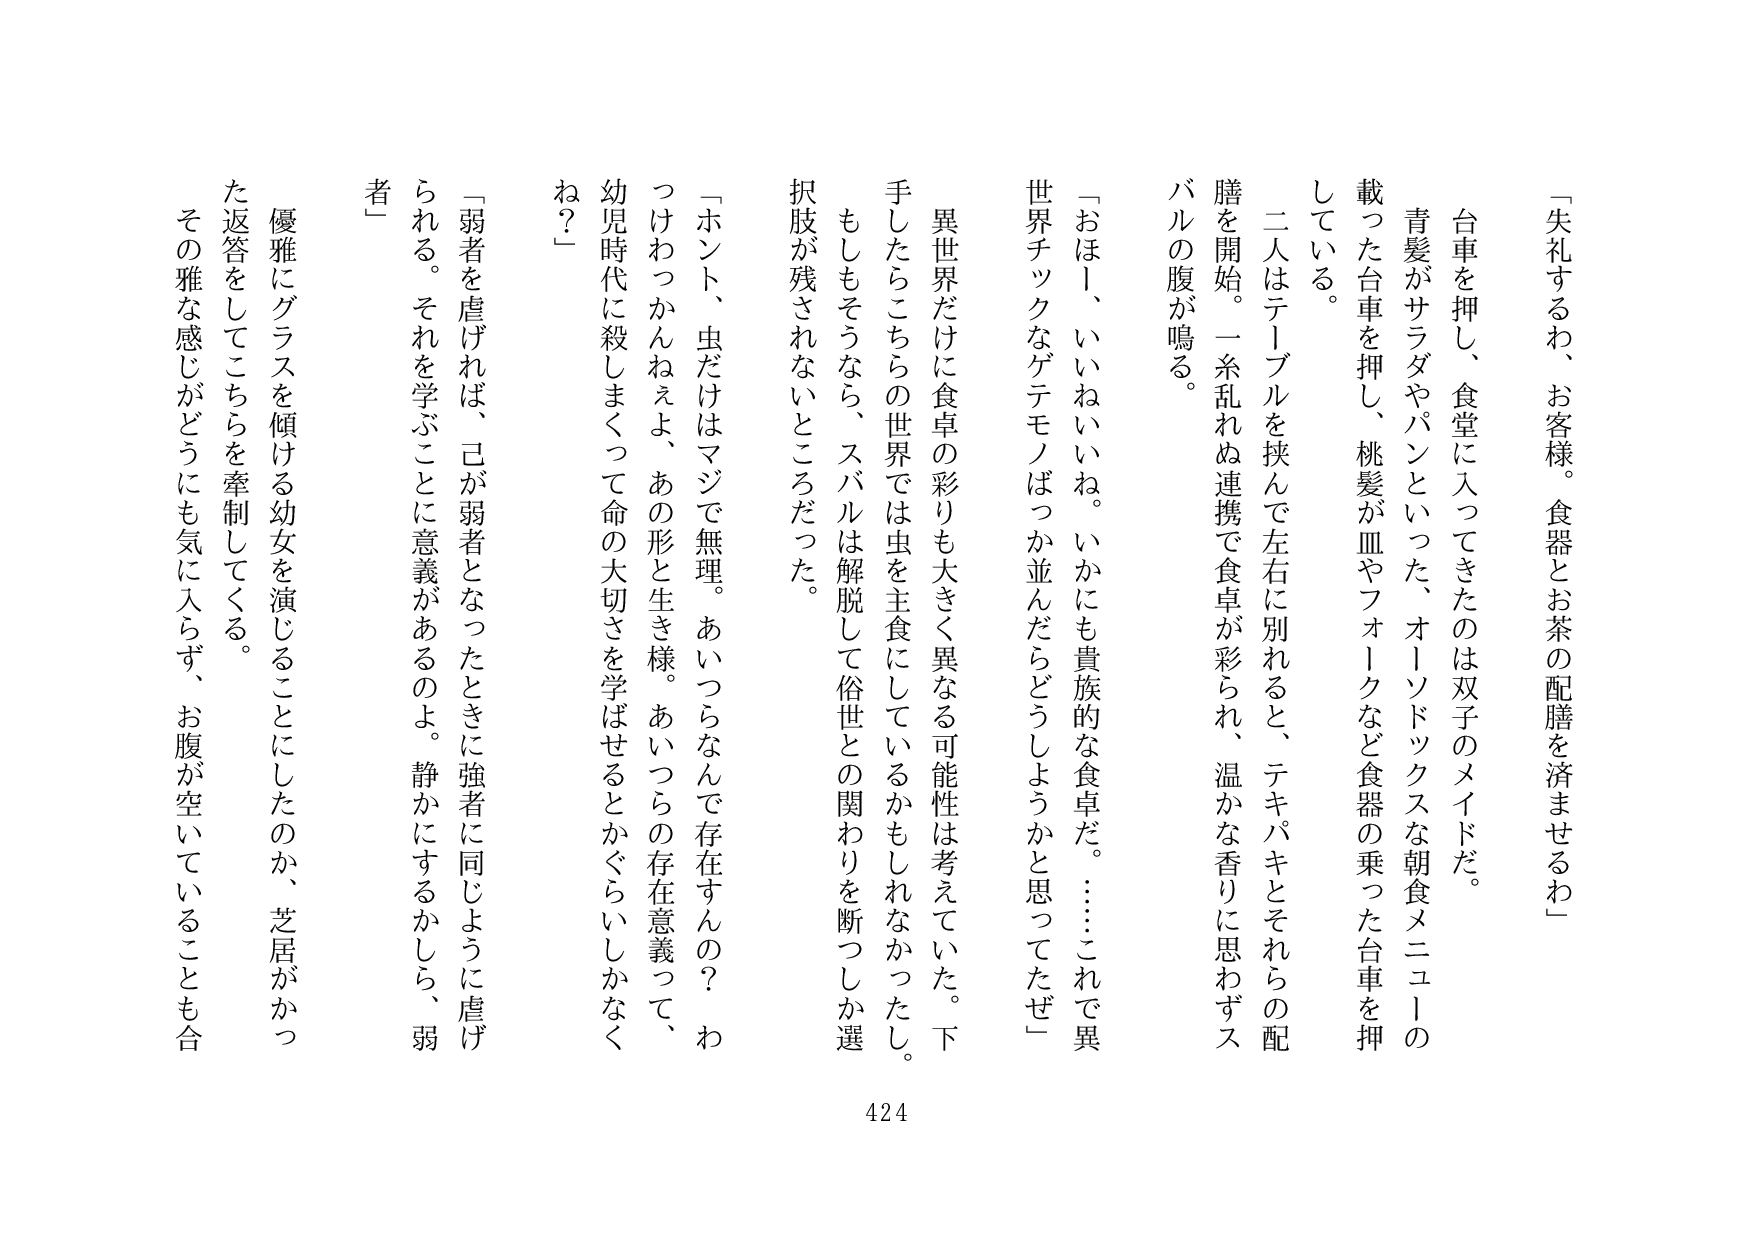 「失礼するわ、お客様。食器とお茶の配膳を済ませるわ」
　台車を押し、食堂に入ってきたのは双子のメイドだ。
　青髪がサラダやパンといった、オーソドックスな朝食メニューの
載った台車を押し、桃髪が皿やフォークなど食器の乗った台車を押
している。
　二人はテーブルを挟んで左右に別れると、テキパキとそれらの配
膳を開始。一糸乱れぬ連携で食卓が彩られ、温かな香りに思わずス
バルの腹が鳴る。
「おほー、いいねいいね。いかにも貴族的な食卓だ。……これで異
世界チックなゲテモノばっか並んだらどうしようかと思ってたぜ」
　異世界だけに食卓の彩りも大きく異なる可能性は考えていた。下
手したらこちらの世界では虫を主食にしているかもしれなかったし。
　もしもそうなら、スバルは解脱して俗世との関わりを断つしか選
択肢が残されないところだった。
「ホント、虫だけはマジで無理。あいつらなんで存在すんの？　わ
っけわっかんねぇよ、あの形と生き様。あいつらの存在意義って、
幼児時代に殺しまくって命の大切さを学ばせるとかぐらいしかなく
ね？」
「弱者を虐げれば、己が弱者となったときに強者に同じように虐げ
られる。それを学ぶことに意義があるのよ。静かにするかしら、弱
者」
　優雅にグラスを傾ける幼女を演じることにしたのか、芝居がかっ
た返答をしてこちらを牽制してくる。
　その雅な感じがどうにも気に入らず、お腹が空いていることも合
424